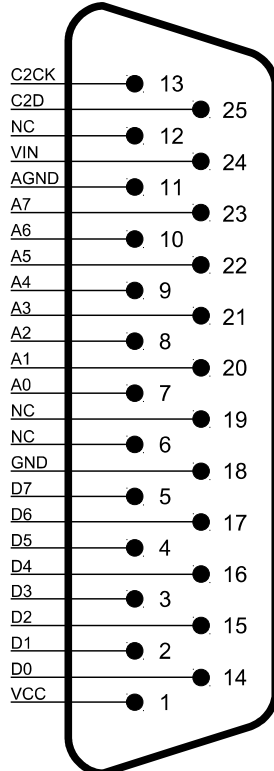 C2CK 13
C2D 25
NC 12
VIN 24
AGND 11
A7 23
A6 10
A5 22
A4 9
A3 21
A2 8
A1 20
A0 7
NC 19
NC 6
GND 18
D7 5
D6 17
D5 4
D4 16
D3 3
D2 15
D1 2
D0 14
VCC 1